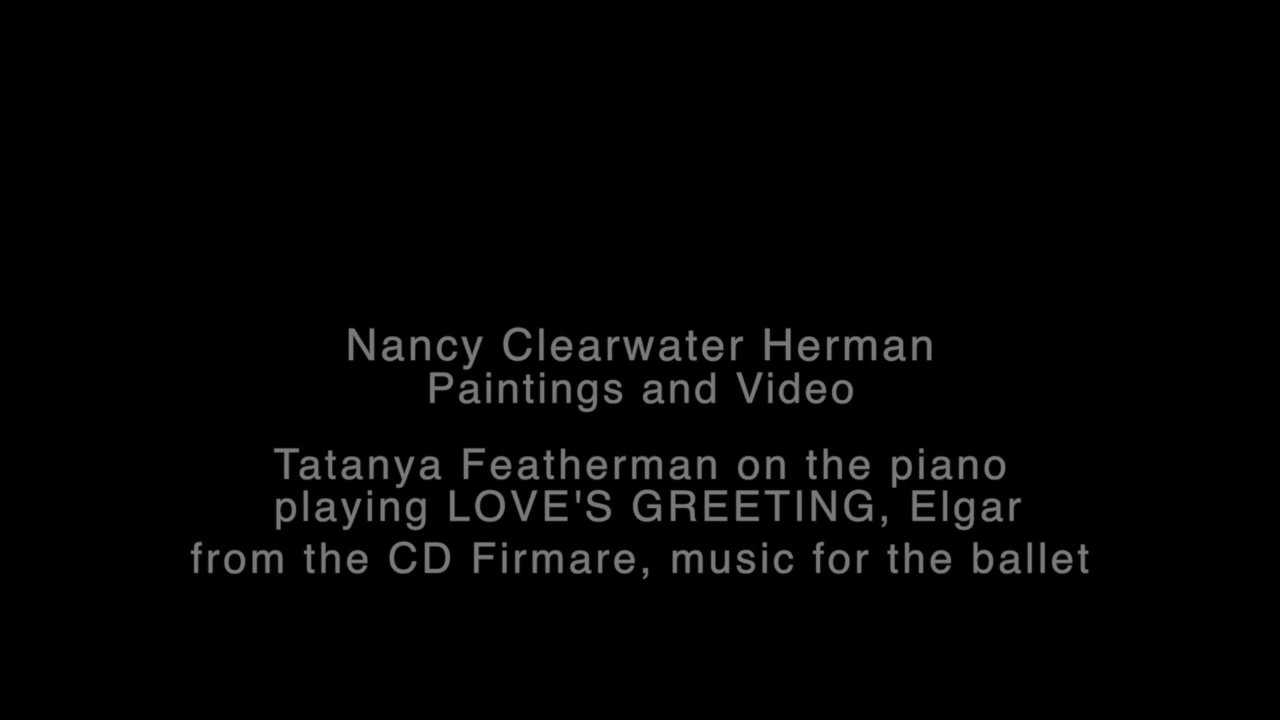 Nancy Clearwater Herman
Paintings and Video
Tatanya Featherman on the piano
playing LOVE'S GREETING, Elgar
from the CD Firmare, music for the ballet